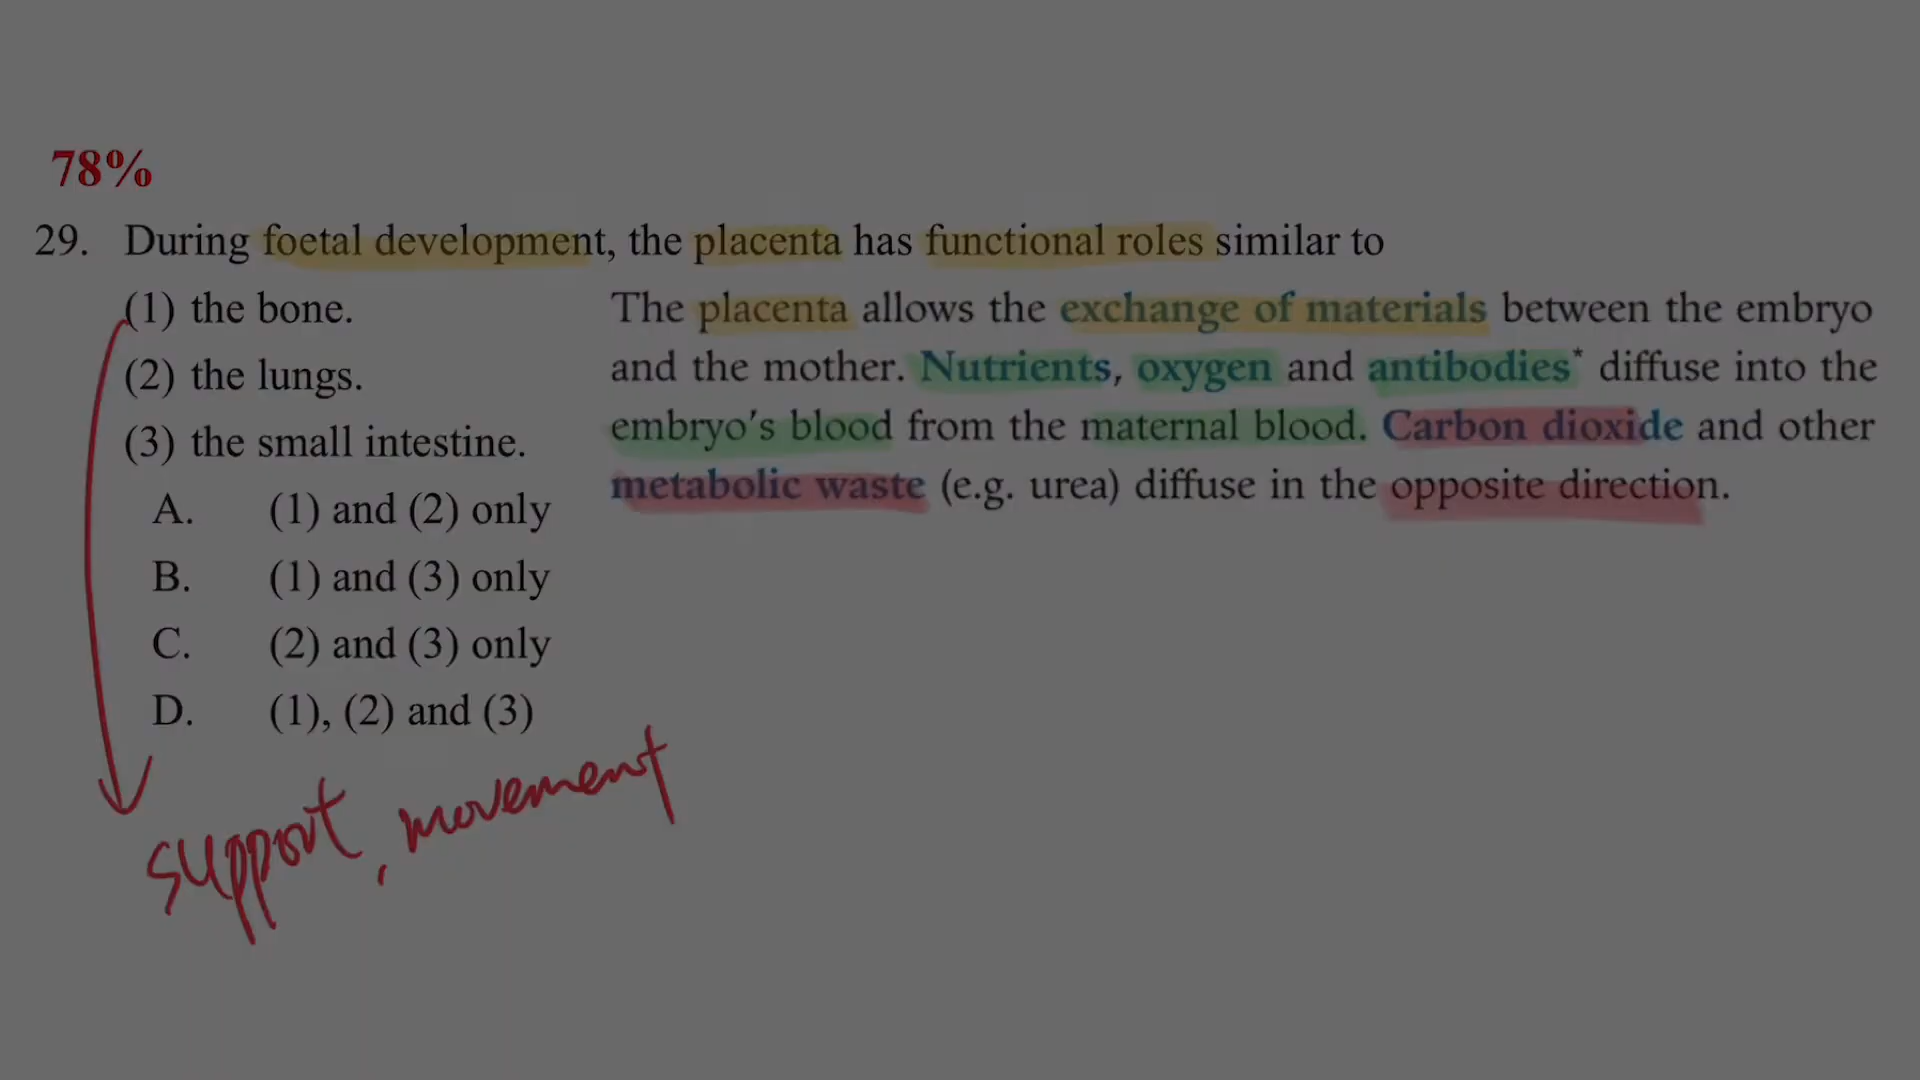 78%
29. During foetal development, the placenta has functional roles similar to
(1) the bone.
(2) the lungs.
(3) the small intestine.
A. (1) and (2) only
B. (1) and (3) only
C. (2) and (3) only
D. (1), (2) and (3)
The placenta allows the exchange of materials between the embryo
and the mother. Nutrients, oxygen and antibodies* diffuse into the
embryo's blood from the maternal blood. Carbon dioxide and other
metabolic waste (e.g. urea) diffuse in the opposite direction.
support, movement